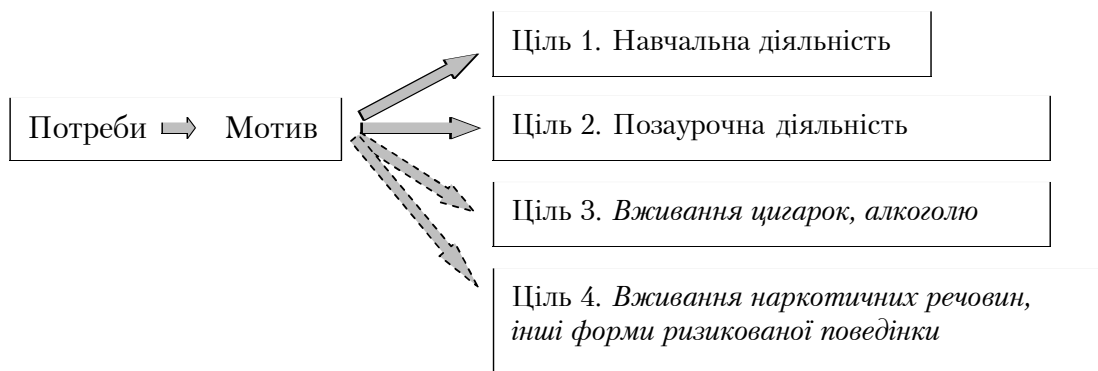 Ціль 1. Навчальна діяльність
Потреби Мотив
Ціль 2. Позаурочна діяльність
Ціль 3. Вживання цигарок, алкоголю
Ціль 4. Вживання наркотичних речовин,
інші форми ризикованої поведінки